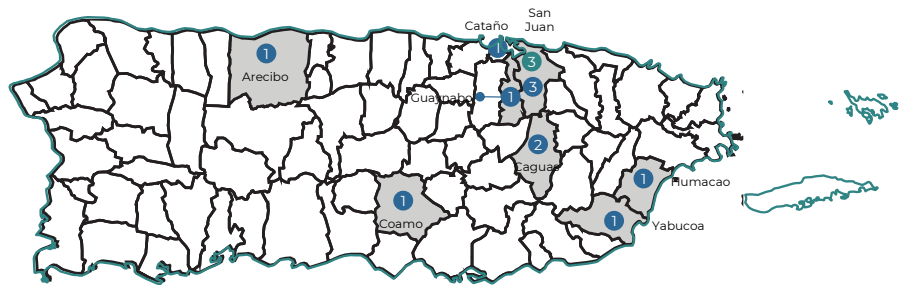 San
Juan
Cataño
1
1
Arecibo
3
3
Guaynabo
1
2
Caguas
1
Humacao
1
Coamo
1
Yabucoa